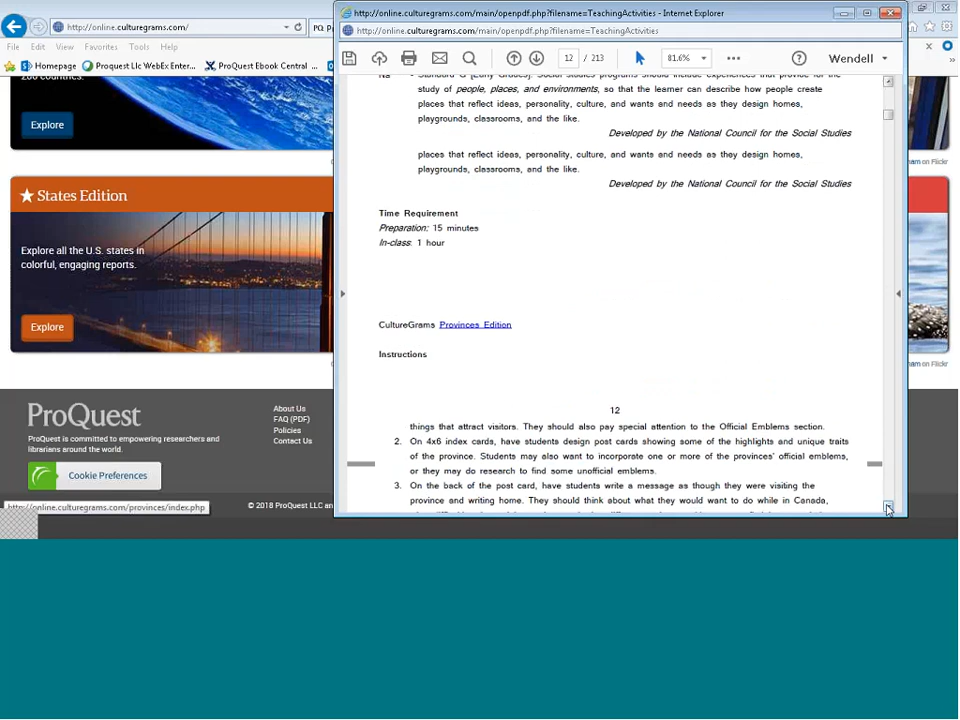 http://online.culturegrams.com/main/openpdf.php?filename=TeachingActivities - Internet Explorer
http://online.culturegrams.com/
http://online.culturegrams.com/main/openpdf.php?filename=TeachingActivities
File Edit View Favorites Tools Help
Homepage Proquest Llc WebEx Enter... ProQuest Ebook Central
12 / 213 81.6% Wendell
200 countries.
Explore
study of people, places, and environments, so that the learner can describe how people create
places that reflect ideas, personality, culture, and wants and needs as they design homes,
playgrounds, classrooms, and the like.
Developed by the National Council for the Social Studies
places that reflect ideas, personality, culture, and wants and needs as they design homes,
playgrounds, classrooms, and the like.
Developed by the National Council for the Social Studies
on Flickr
States Edition
Explore all the U.S. states in
colorful, engaging reports.
Explore
Time Requirement
Preparation: 15 minutes
In-class: 1 hour
CultureGrams Provinces Edition
Instructions
12
things that attract visitors. They should also pay special attention to the Official Emblems section.
2. On 4x6 index cards, have students design post cards showing some of the highlights and unique traits
of the province. Students may also want to incorporate one or more of the provinces' official emblems,
or they may do research to find some unofficial emblems.
3. On the back of the post card, have students write a message as though they were visiting the
province and writing home. They should think about what they would want to do while in Canada,
on Flickr
ProQuest
ProQuest is committed to empowering researchers and
librarians around the world.
Cookie Preferences
About Us
FAQ (PDF)
Policies
Contact Us
http://online.culturegrams.com/provinces/index.php
© 2018 ProQuest LLC an